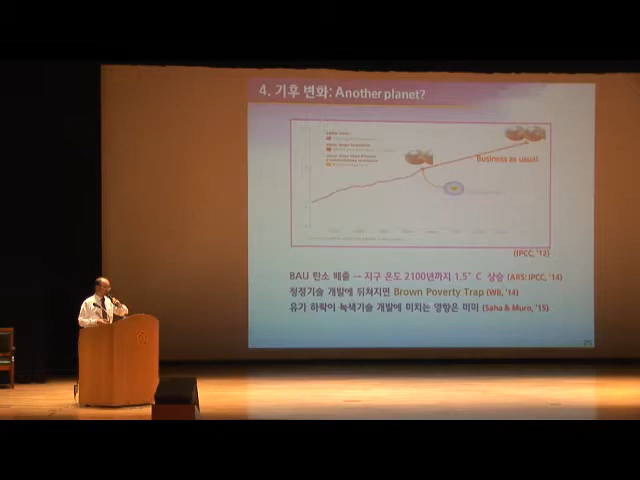 4. 기후 변화: Another planet?
Business as usual
(IPCC, '12)
BAU 탄소 배출 → 지구 온도 2100년까지 1.5° C 상승 (AR5: IPCC, '14)
청정기술 개발에 뒤쳐지면 Brown Poverty Trap (WB, '14)
유가 하락이 녹색기술 개발에 미치는 영향은 미미 (Saha & Muro, '15)